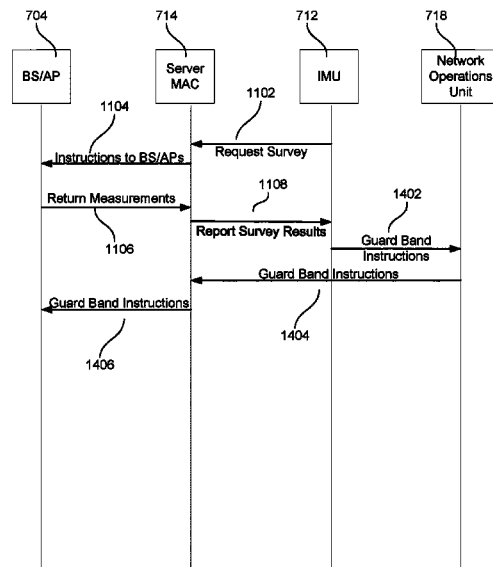 704
714
712
718
BS/AP
Server
MAC
IMU
Network
Operations
Unit
1102
1104
Request Survey
Instructions to BS/APs
Return Measurements
1108
1402
1106
Report Survey Results
Guard Band
Instructions
Guard Band Instructions
Guard Band Instructions
1404
1406